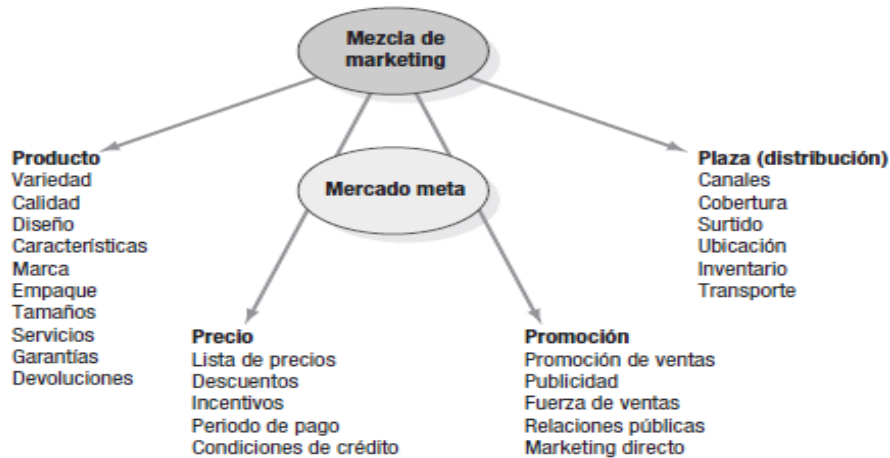 Mezcla de
marketing
Mercado meta
Producto
Variedad
Calidad
Diseño
Características
Marca
Empaque
Tamaños
Servicios
Garantías
Devoluciones
Precio
Lista de precios
Descuentos
Incentivos
Periodo de pago
Condiciones de crédito
Promoción
Promoción de ventas
Publicidad
Fuerza de ventas
Relaciones públicas
Marketing directo
Plaza (distribución)
Canales
Cobertura
Surtido
Ubicación
Inventario
Transporte